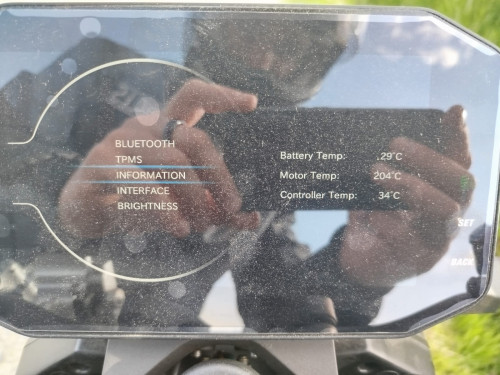 BLUETOOTH
TPMS
INFORMATION
INTERFACE
BRIGHTNESS
Battery Temp: 29°C
Motor Temp: 204°C
Controller Temp: 34°C
SET
BACK